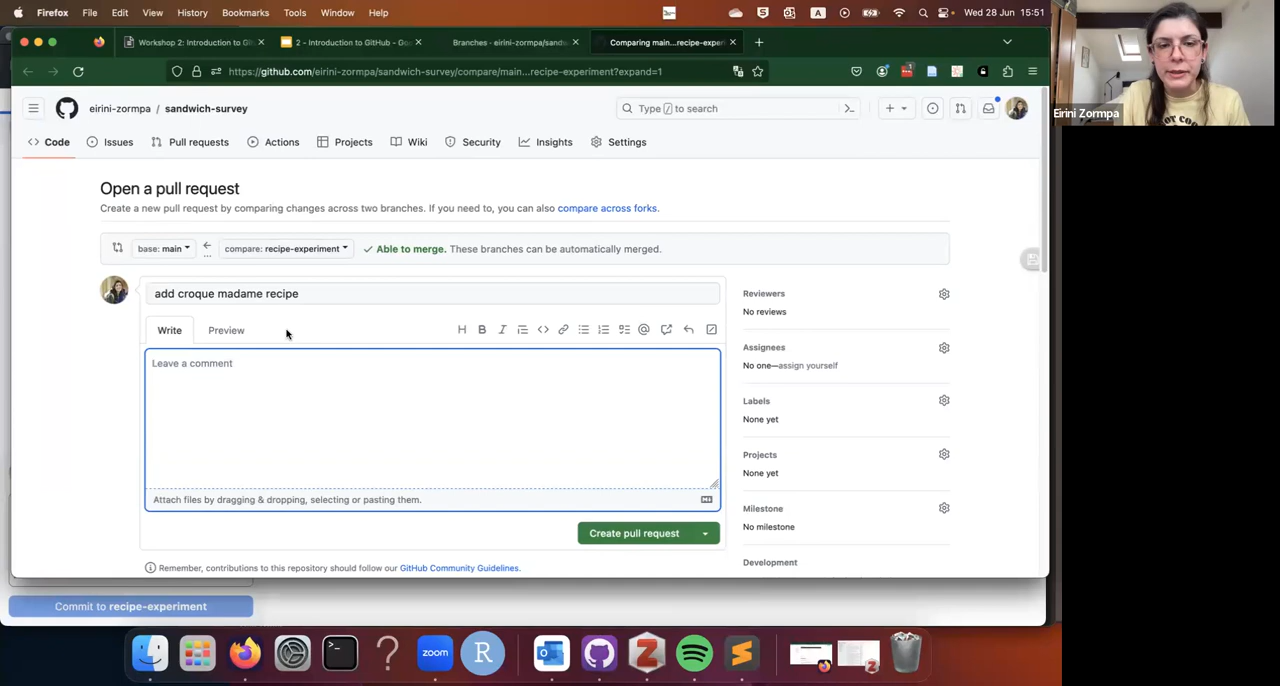 Firefox File Edit View History Bookmarks Tools Window Help Wed 28 Jun 15:51
Workshop 2: Introduction to Git 2 - Introduction to GitHub - Goo Branches · eirini-zormpa/sandw Comparing main...recipe-experi
https://github.com/eirini-zormpa/sandwich-survey/compare/main...recipe-experiment?expand=1
eirini-zormpa / sandwich-survey Type / to search
Code Issues Pull requests Actions Projects Wiki Security Insights Settings
Open a pull request
Create a new pull request by comparing changes across two branches. If you need to, you can also compare across forks.
base: main compare: recipe-experiment Able to merge. These branches can be automatically merged.
add croque madame recipe
Write Preview
Leave a comment
Attach files by dragging & dropping, selecting or pasting them.
Create pull request
Remember, contributions to this repository should follow our GitHub Community Guidelines.
Reviewers
No reviews
Assignees
No one—assign yourself
Labels
None yet
Projects
None yet
Milestone
No milestone
Development
Commit to recipe-experiment
zoom
R
Eirini Zormpa